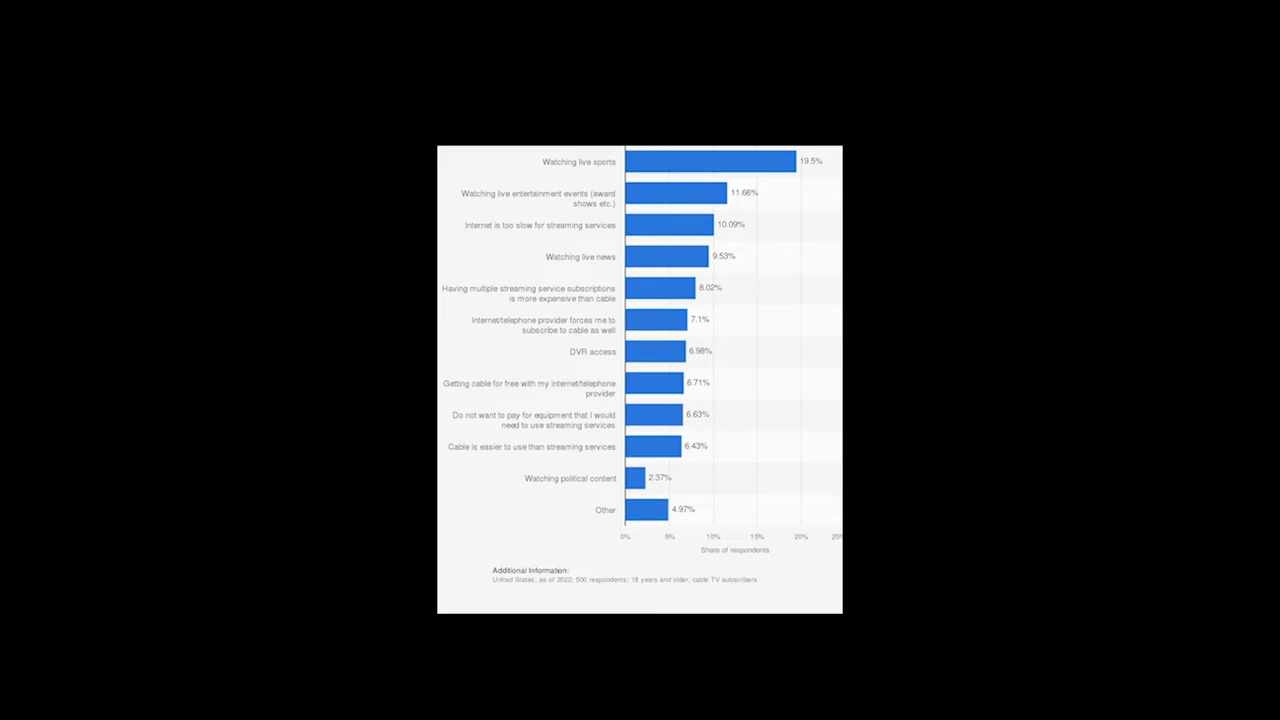 Watching live sports 19.5%
Watching live entertainment events (award
shows etc.) 11.66%
Internet is too slow for streaming services 10.09%
Watching live news 9.53%
Having multiple streaming service subscriptions
is more expensive than cable 8.02%
Internet/telephone provider forces me to
subscribe to cable as well 7.1%
DVR access 6.98%
Getting cable for free with my internet/telephone
provider 6.71%
Do not want to pay for equipment that I would
need to use streaming services 6.63%
Cable is easier to use than streaming services 6.43%
Watching political content 2.37%
Other 4.97%
0% 5% 10% 15% 20% 25%
Share of respondents
Additional Information:
United States; as of 2022; 500 respondents; 18 years and older; cable TV subscribers